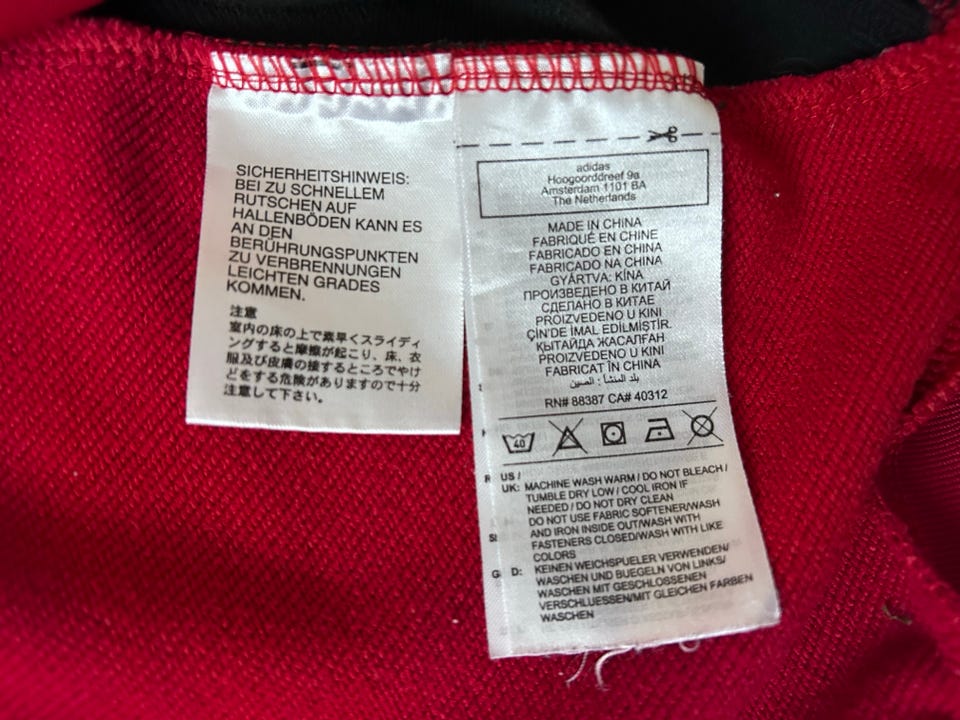 SICHERHEITSHINWEIS:
BEI ZU SCHNELLEM
RUTSCHEN AUF
HALLENBÖDEN KANN ES
AN DEN
BERÜHRUNGSPUNKTEN
ZU VERBRENNUNGEN
LEICHTEN GRADES
KOMMEN.
注意
室内の床の上で素早くスライディ
ングすると摩擦が起こり、床、衣
服及び皮膚の接するところでやけ
どをする危険がありますので十分
注意して下さい。
adidas
Hoogoorddreef 9a
Amsterdam 1101 BA
The Netherlands
MADE IN CHINA
FABRIQUÉ EN CHINE
FABRICADO EN CHINA
FABRICADO NA CHINA
GYÁRTVA: KÍNA
ПРОИЗВЕДЕНО В КИТАЙ
СДЕЛАНО В КИТАЕ
PROIZVEDENO U KINI
ÇİN'DE İMAL EDİLMİŞTİR.
ҚЫТАЙДА ЖАСАЛҒАН
PROIZVEDENO U KINI
FABRICAT ÎN CHINA
بلد المنشأ : الصين
RN# 88387 CA# 40312
40
US /
UK: MACHINE WASH WARM / DO NOT BLEACH /
TUMBLE DRY LOW / COOL IRON IF
NEEDED / DO NOT DRY CLEAN
DO NOT USE FABRIC SOFTENER/WASH
AND IRON INSIDE OUT/WASH WITH
FASTENERS CLOSED/WASH WITH LIKE
COLORS
D: KEINEN WEICHSPUELER VERWENDEN/
WASCHEN UND BUEGELN VON LINKS/
WASCHEN MIT GESCHLOSSENEN
VERSCHLUESSEN/MIT GLEICHEN FARBEN
WASCHEN